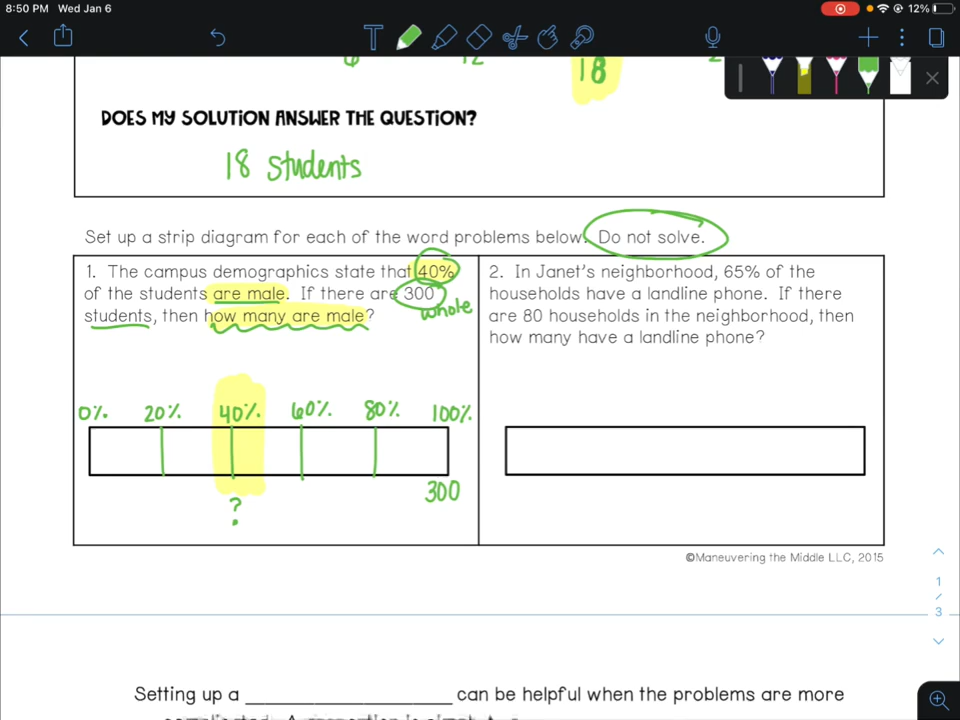 8:50 PM Wed Jan 6
12%
18
DOES MY SOLUTION ANSWER THE QUESTION?
18 students
Set up a strip diagram for each of the word problems below. Do not solve.
1. The campus demographics state that 40%
of the students are male. If there are 300
students, then how many are male?
whole
0% 20% 40% 60% 80% 100%
300
?
2. In Janet's neighborhood, 65% of the
households have a landline phone. If there
are 80 households in the neighborhood, then
how many have a landline phone?
©Maneuvering the Middle LLC, 2015
1
/
3
Setting up a ____________________ can be helpful when the problems are more